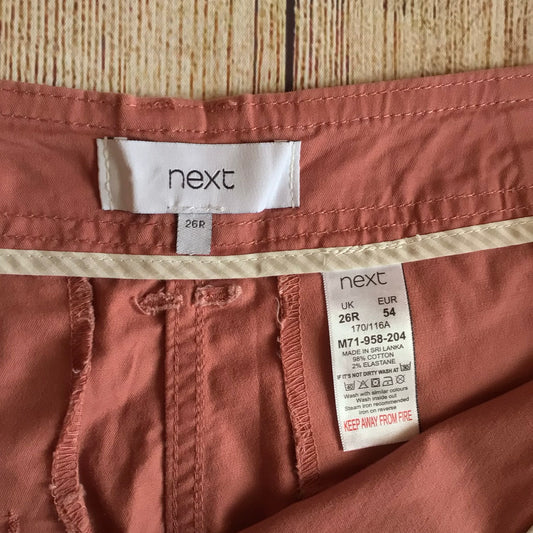 next
26R
next
UK EUR
26R 54
170/116A
M71-958-204
MADE IN SRI LANKA
98% COTTON
2% ELASTANE
IF IT'S NOT DIRTY WASH AT
Wash with similar colours
Wash inside out
Steam iron recommended
iron on reverse
KEEP AWAY FROM FIRE